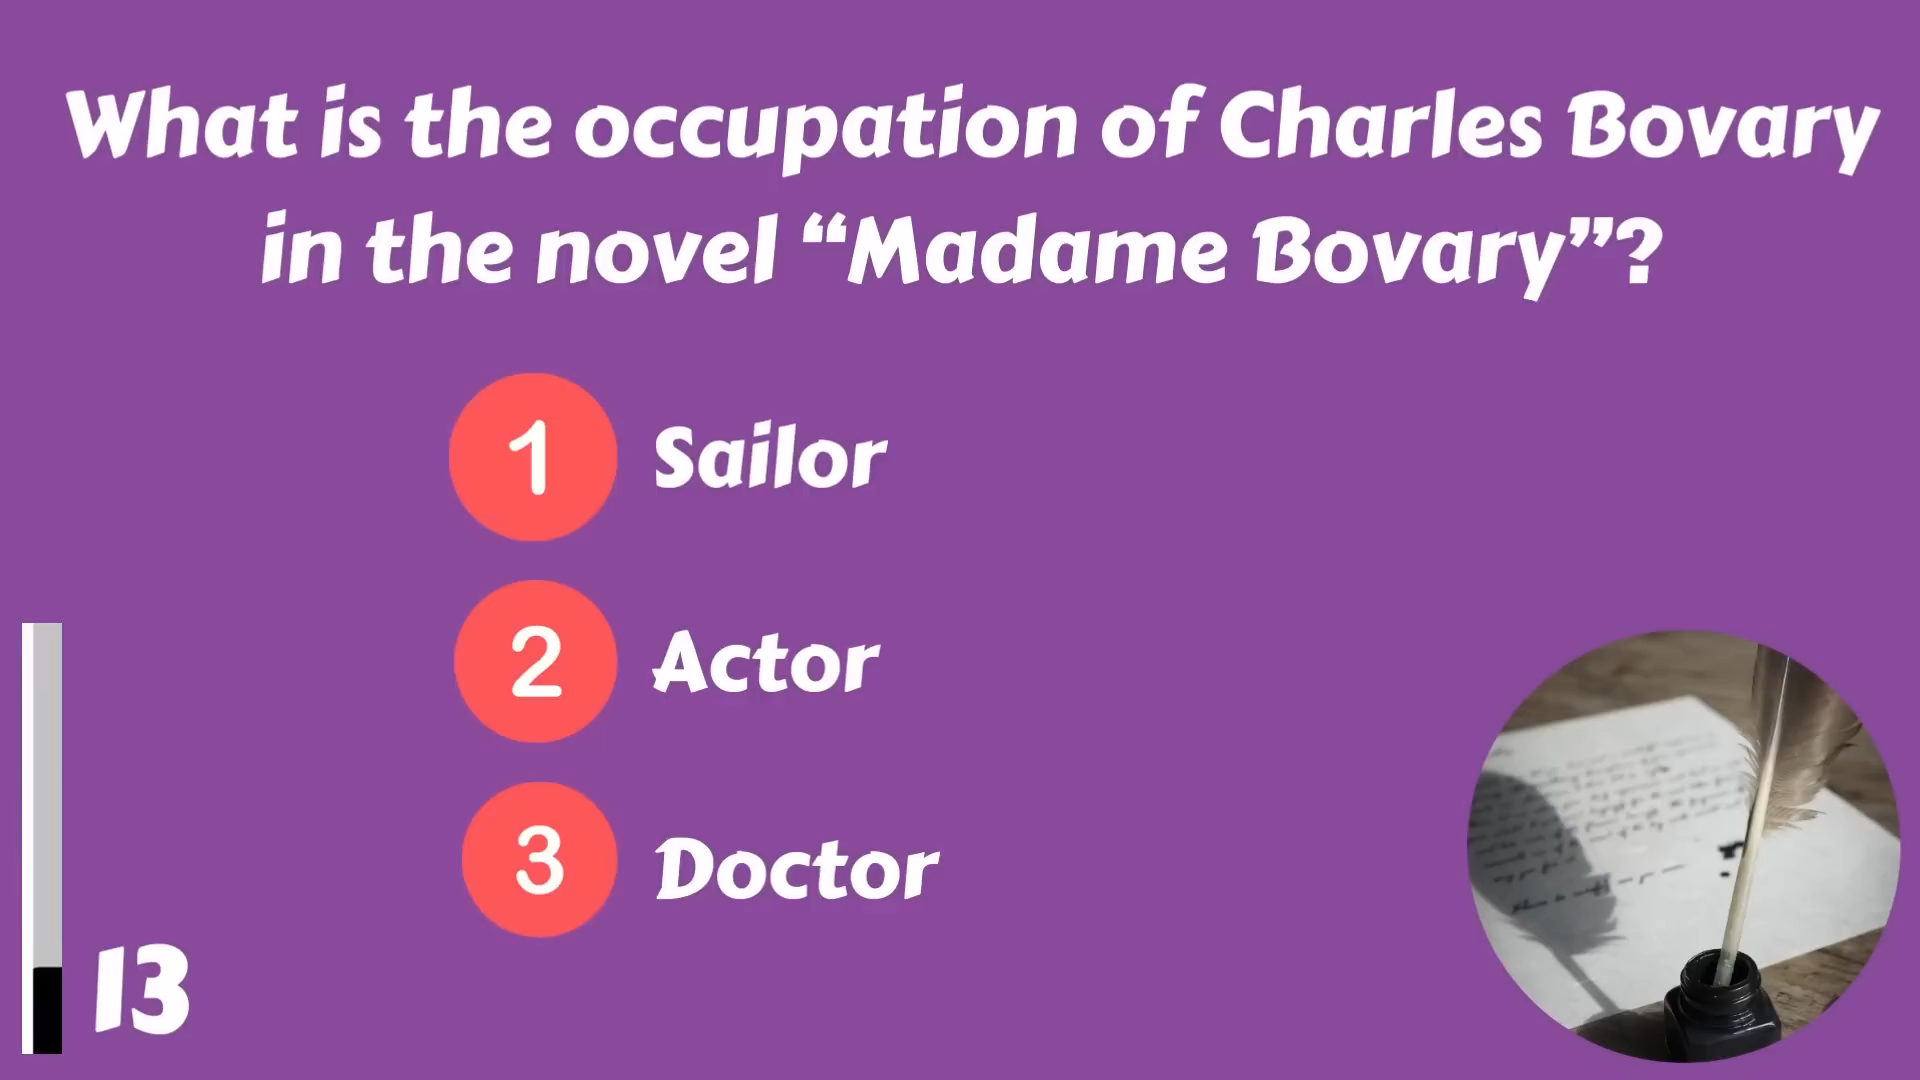 What is the occupation of Charles Bovary
in the novel “Madame Bovary”?
1 Sailor
2 Actor
3 Doctor
13